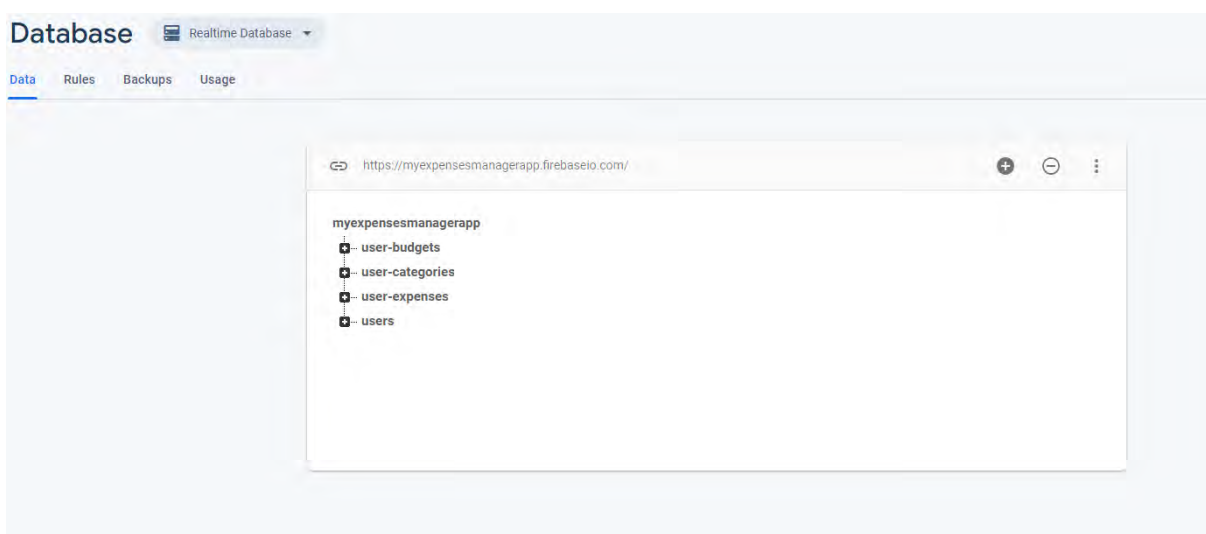 Database Realtime Database
Data Rules Backups Usage
https://myexpensesmanagerapp.firebaseio.com/
myexpensesmanagerapp
user-budgets
user-categories
user-expenses
users